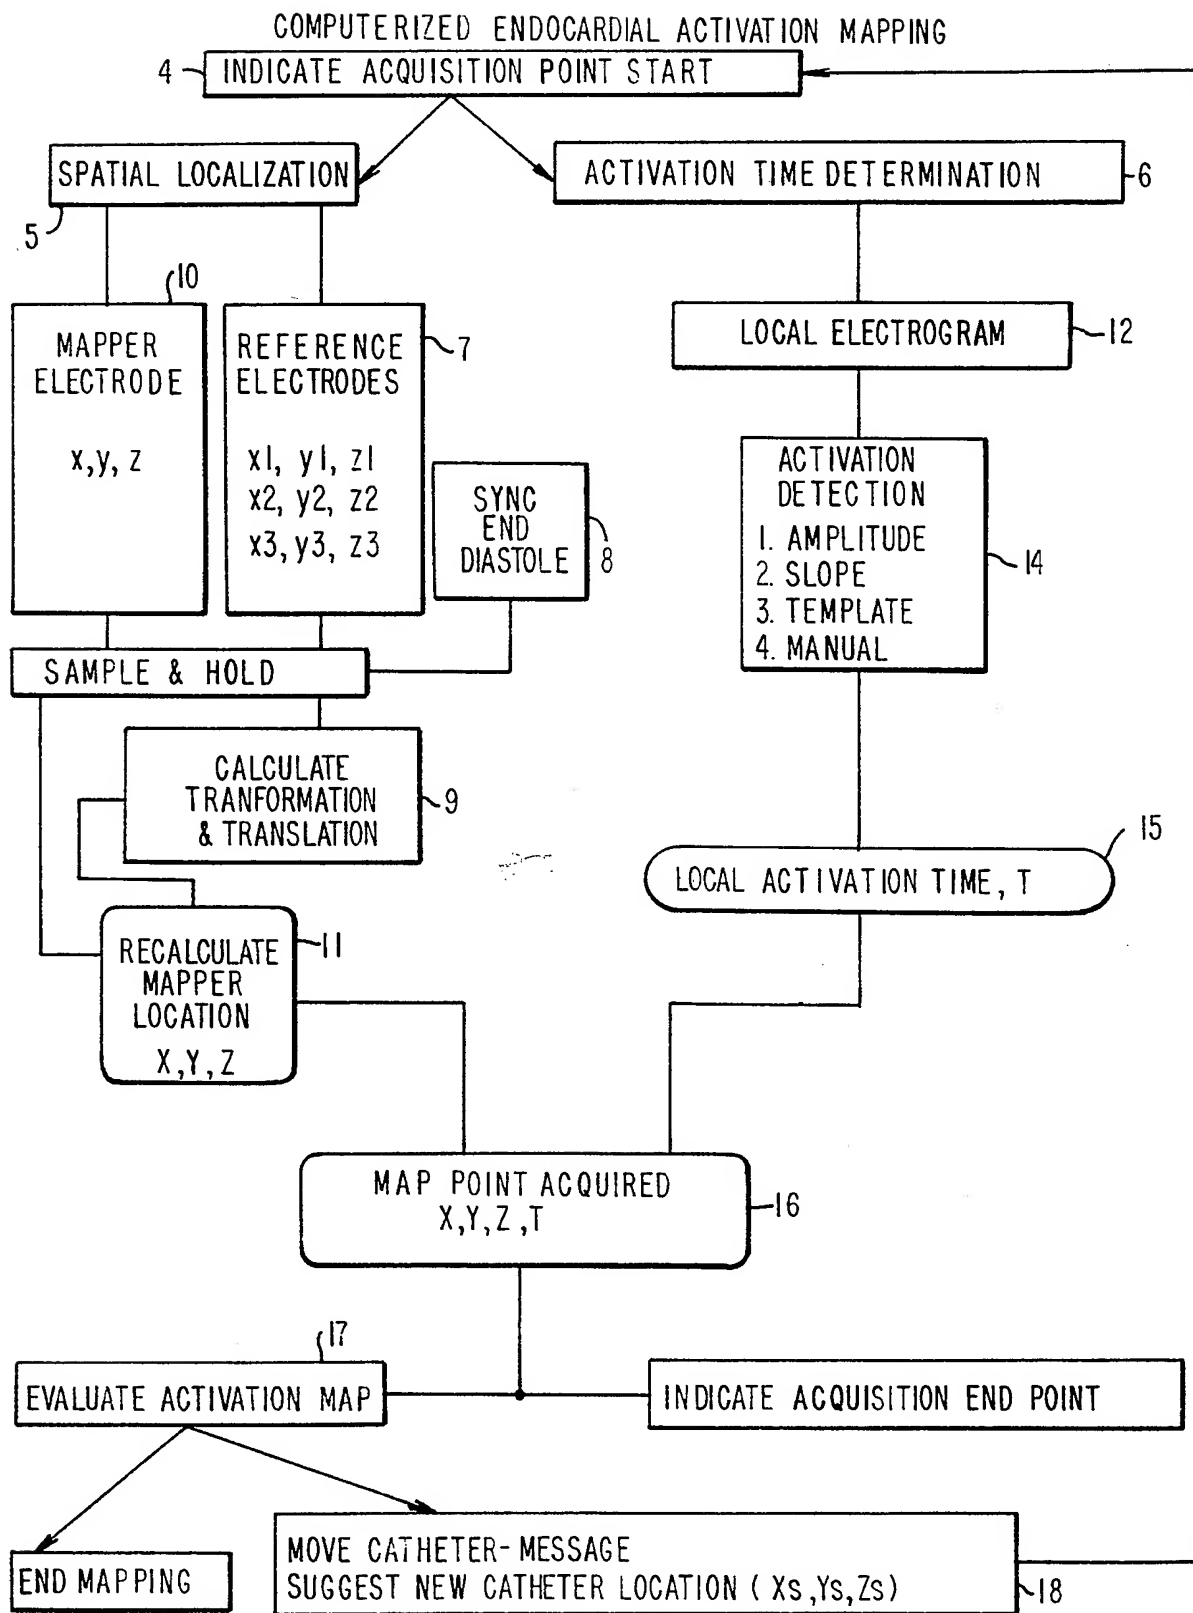 COMPUTERIZED ENDOCARDIAL ACTIVATION MAPPING
4
INDICATE ACQUISITION POINT START
SPATIAL LOCALIZATION
5
ACTIVATION TIME DETERMINATION
6
10
MAPPER
ELECTRODE
x,y,z
REFERENCE
ELECTRODES
7
x1, y1, z1
x2, y2, z2
x3, y3, z3
SYNC
END
DIASTOLE
8
LOCAL ELECTROGRAM
12
ACTIVATION
DETECTION
1. AMPLITUDE
2. SLOPE
3. TEMPLATE
4. MANUAL
14
SAMPLE & HOLD
CALCULATE
TRANFORMATION
& TRANSLATION
9
15
LOCAL ACTIVATION TIME, T
RECALCULATE
MAPPER
LOCATION
X,Y,Z
11
MAP POINT ACQUIRED
X,Y,Z,T
16
17
EVALUATE ACTIVATION MAP
INDICATE ACQUISITION END POINT
END MAPPING
MOVE CATHETER-MESSAGE
SUGGEST NEW CATHETER LOCATION (Xs,Ys,Zs)
18